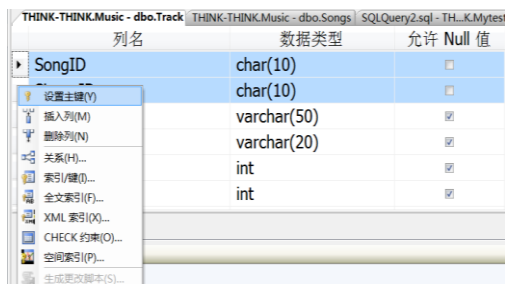 THINK-THINK.Music - dbo.Track THINK-THINK.Music - dbo.Songs SQLQuery2.sql - TH...K.Mytest
列名 数据类型 允许 Null 值
SongID char(10)
char(10)
设置主键(Y)
插入列(M) varchar(50)
删除列(N) varchar(20)
关系(H)...
索引/键(I)... int
全文索引(F)... int
XML 索引(X)...
CHECK 约束(O)...
空间索引(P)...
生成更改脚本(S)...